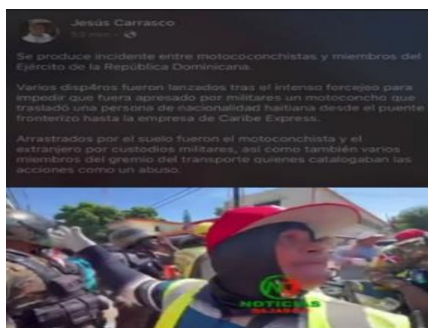 Jesús Carrasco
53 min
Se produce incidente entre motococonchistas y miembros del
Ejército de la República Dominicana.
Varios disp4ros fueron lanzados tras el intenso forcejeo para
impedir que fuera apresado por militares un motoconcho que
trasladó una persona de nacionalidad haitiana desde el puente
fronterizo hasta la empresa de Caribe Express.
Arrastrados por el suelo fueron el motoconchista y el
extranjero por custodios militares, así como también varios
miembros del gremio del transporte quienes catalogaban las
acciones como un abuso.
NOTICIAS